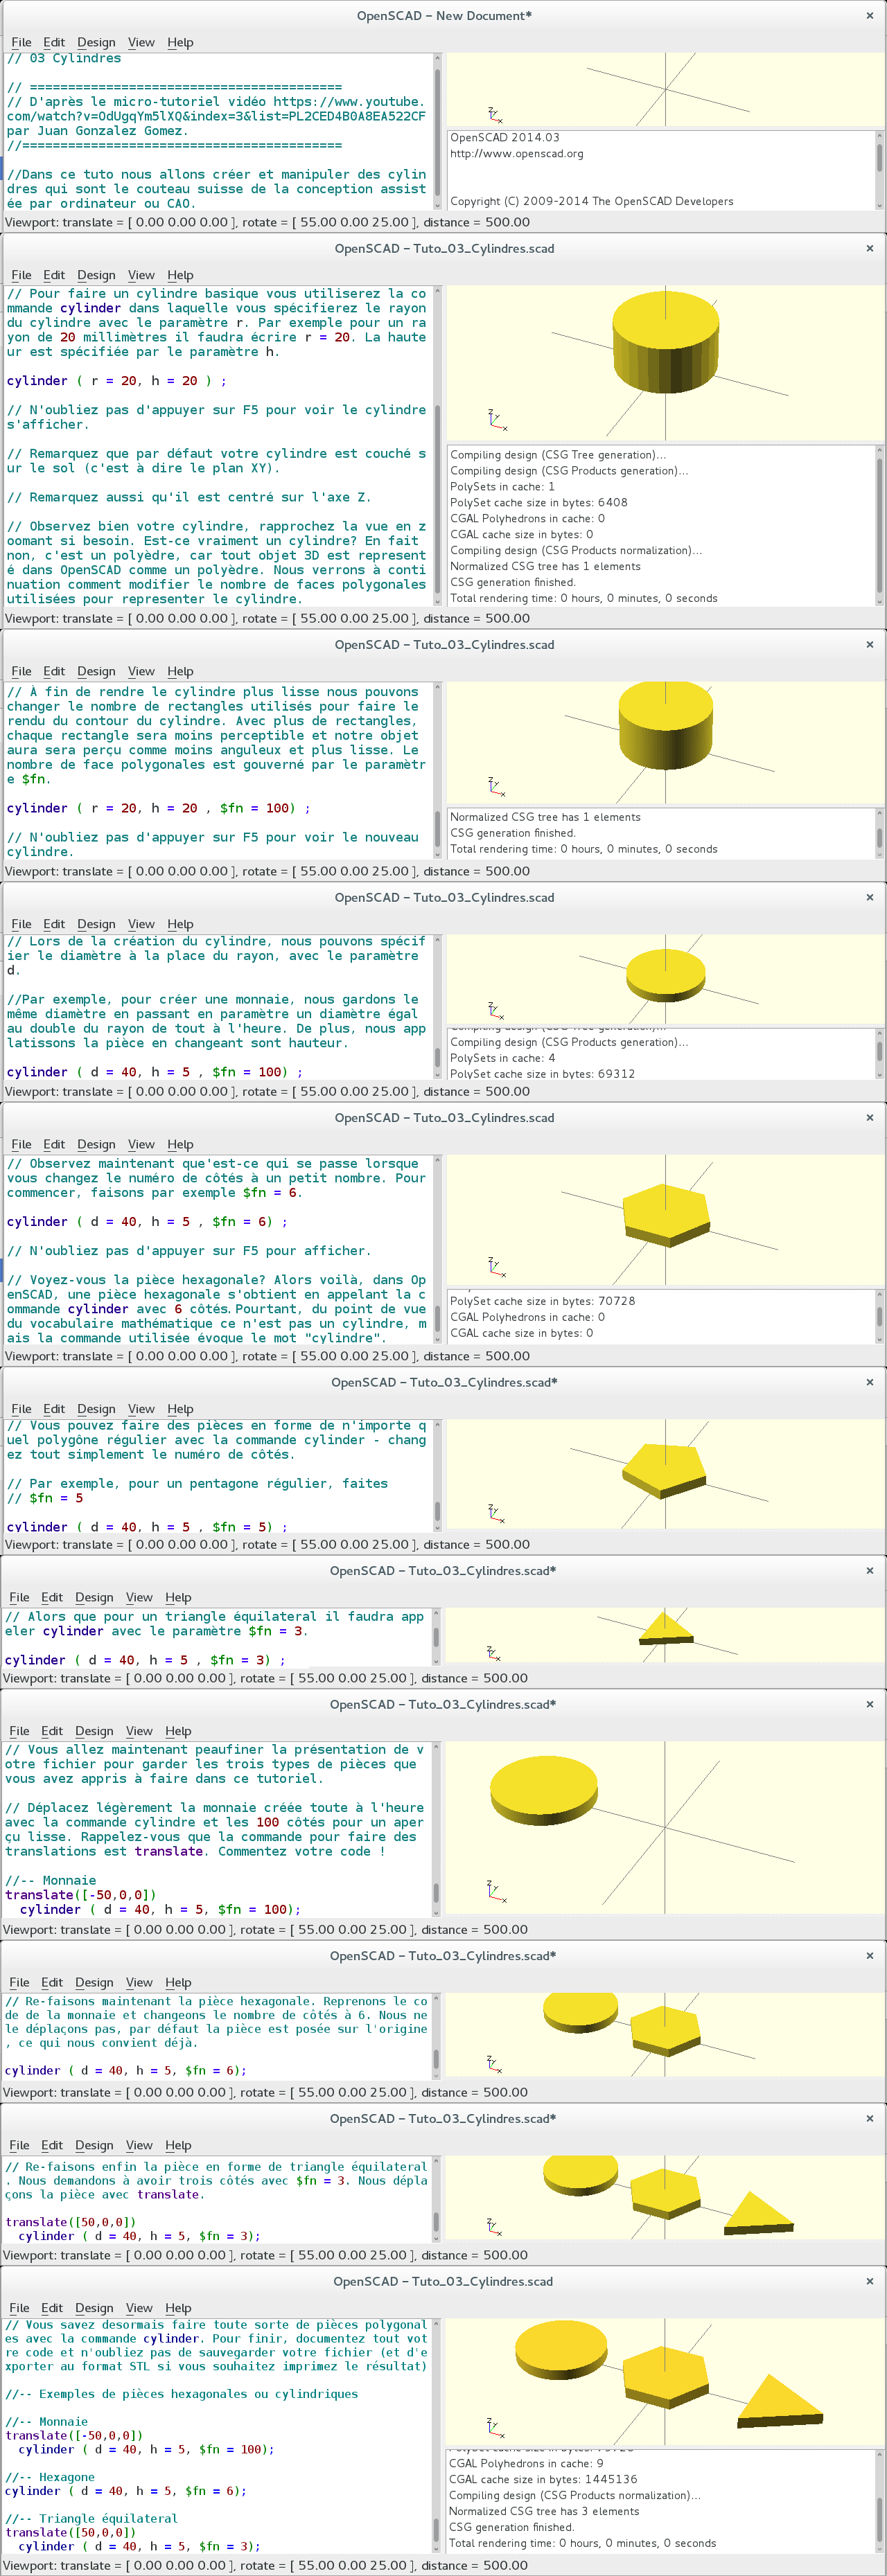 OpenSCAD – New Document*
×
File Edit Design View Help
// 03 Cylindres
// =========================================
// D'après le micro-tutoriel vidéo https://www.youtube.
com/watch?v=OdUgqYm5lXQ&index=3&list=PL2CED4B0A8EA522CF
par Juan Gonzalez Gomez.
//==========================================
//Dans ce tuto nous allons créer et manipuler des cylin
dres qui sont le couteau suisse de la conception assist
ée par ordinateur ou CAO.
Z
Y
X
OpenSCAD 2014.03
http://www.openscad.org
Copyright (C) 2009-2014 The OpenSCAD Developers
Viewport: translate = [ 0.00 0.00 0.00 ], rotate = [ 55.00 0.00 25.00 ], distance = 500.00
OpenSCAD – Tuto_03_Cylindres.scad
×
File Edit Design View Help
// Pour faire un cylindre basique vous utiliserez la co
mmande cylinder dans laquelle vous spécifierez le rayon
du cylindre avec le paramètre r. Par exemple pour un ra
yon de 20 millimètres il faudra écrire r = 20. La haute
ur est spécifiée par le paramètre h.
cylinder ( r = 20, h = 20 ) ;
// N'oubliez pas d'appuyer sur F5 pour voir le cylindre
s'afficher.
// Remarquez que par défaut votre cylindre est couché s
ur le sol (c'est à dire le plan XY).
// Remarquez aussi qu'il est centré sur l'axe Z.
// Observez bien votre cylindre, rapprochez la vue en z
oomant si besoin. Est-ce vraiment un cylindre? En fait
non, c'est un polyèdre, car tout objet 3D est represent
é dans OpenSCAD comme un polyèdre. Nous verrons à conti
nuation comment modifier le nombre de faces polygonales
utilisées pour representer le cylindre.
Z
Y
X
Compiling design (CSG Tree generation)...
Compiling design (CSG Products generation)...
PolySets in cache: 1
PolySet cache size in bytes: 6408
CGAL Polyhedrons in cache: 0
CGAL cache size in bytes: 0
Compiling design (CSG Products normalization)...
Normalized CSG tree has 1 elements
CSG generation finished.
Total rendering time: 0 hours, 0 minutes, 0 seconds
Viewport: translate = [ 0.00 0.00 0.00 ], rotate = [ 55.00 0.00 25.00 ], distance = 500.00
OpenSCAD – Tuto_03_Cylindres.scad
×
File Edit Design View Help
// À fin de rendre le cylindre plus lisse nous pouvons
changer le nombre de rectangles utilisés pour faire le
rendu du contour du cylindre. Avec plus de rectangles,
chaque rectangle sera moins perceptible et notre objet
aura sera perçu comme moins anguleux et plus lisse. Le
nombre de face polygonales est gouverné par le paramètr
e $fn.
cylinder ( r = 20, h = 20 , $fn = 100) ;
// N'oubliez pas d'appuyer sur F5 pour voir le nouveau
cylindre.
Z
Y
X
Normalized CSG tree has 1 elements
CSG generation finished.
Total rendering time: 0 hours, 0 minutes, 0 seconds
Viewport: translate = [ 0.00 0.00 0.00 ], rotate = [ 55.00 0.00 25.00 ], distance = 500.00
OpenSCAD – Tuto_03_Cylindres.scad
×
File Edit Design View Help
// Lors de la création du cylindre, nous pouvons spécif
ier le diamètre à la place du rayon, avec le paramètre
d.
//Par exemple, pour créer une monnaie, nous gardons le
même diamètre en passant en paramètre un diamètre égal
au double du rayon de tout à l'heure. De plus, nous app
latissons la pièce en changeant sont hauteur.
cylinder ( d = 40, h = 5 , $fn = 100) ;
Z
Y
X
Compiling design (CSG Tree generation)...
Compiling design (CSG Products generation)...
PolySets in cache: 4
PolySet cache size in bytes: 69312
Viewport: translate = [ 0.00 0.00 0.00 ], rotate = [ 55.00 0.00 25.00 ], distance = 500.00
OpenSCAD – Tuto_03_Cylindres.scad
×
File Edit Design View Help
// Observez maintenant que'est-ce qui se passe lorsque
vous changez le numéro de côtés à un petit nombre. Pour
commencer, faisons par exemple $fn = 6.
cylinder ( d = 40, h = 5 , $fn = 6) ;
// N'oubliez pas d'appuyer sur F5 pour afficher.
// Voyez-vous la pièce hexagonale? Alors voilà, dans Op
enSCAD, une pièce hexagonale s'obtient en appelant la c
ommande cylinder avec 6 côtés. Pourtant, du point de vue
du vocabulaire mathématique ce n'est pas un cylindre, m
ais la commande utilisée évoque le mot "cylindre".
Z
Y
X
PolySet cache size in bytes: 70728
CGAL Polyhedrons in cache: 0
CGAL cache size in bytes: 0
Viewport: translate = [ 0.00 0.00 0.00 ], rotate = [ 55.00 0.00 25.00 ], distance = 500.00
OpenSCAD – Tuto_03_Cylindres.scad*
×
File Edit Design View Help
// Vous pouvez faire des pièces en forme de n'importe q
uel polygône régulier avec la commande cylinder - chang
ez tout simplement le numéro de côtés.
// Par exemple, pour un pentagone régulier, faites
// $fn = 5
cylinder ( d = 40, h = 5 , $fn = 5) ;
Z
Y
X
Viewport: translate = [ 0.00 0.00 0.00 ], rotate = [ 55.00 0.00 25.00 ], distance = 500.00
OpenSCAD – Tuto_03_Cylindres.scad*
×
File Edit Design View Help
// Alors que pour un triangle équilateral il faudra app
eler cylinder avec le paramètre $fn = 3.
cylinder ( d = 40, h = 5 , $fn = 3) ;
Z
Y
X
Viewport: translate = [ 0.00 0.00 0.00 ], rotate = [ 55.00 0.00 25.00 ], distance = 500.00
OpenSCAD – Tuto_03_Cylindres.scad*
×
File Edit Design View Help
// Vous allez maintenant peaufiner la présentation de v
otre fichier pour garder les trois types de pièces que
vous avez appris à faire dans ce tutoriel.
// Déplacez légèrement la monnaie créée toute à l'heure
avec la commande cylindre et les 100 côtés pour un aper
çu lisse. Rappelez-vous que la commande pour faire des
translations est translate. Commentez votre code !
//-- Monnaie
translate([-50,0,0])
cylinder ( d = 40, h = 5, $fn = 100);
Z
Y
X
Viewport: translate = [ 0.00 0.00 0.00 ], rotate = [ 55.00 0.00 25.00 ], distance = 500.00
OpenSCAD – Tuto_03_Cylindres.scad*
×
File Edit Design View Help
// Re-faisons maintenant la pièce hexagonale. Reprenons le co
de de la monnaie et changeons le nombre de côtés à 6. Nous ne
le déplaçons pas, par défaut la pièce est posée sur l'origine
, ce qui nous convient déjà.
cylinder ( d = 40, h = 5, $fn = 6);
Z
Y
X
Viewport: translate = [ 0.00 0.00 0.00 ], rotate = [ 55.00 0.00 25.00 ], distance = 500.00
OpenSCAD – Tuto_03_Cylindres.scad*
×
File Edit Design View Help
// Re-faisons enfin la pièce en forme de triangle équilateral
. Nous demandons à avoir trois côtés avec $fn = 3. Nous dépla
çons la pièce avec translate.
translate([50,0,0])
cylinder ( d = 40, h = 5, $fn = 3);
Z
Y
X
Viewport: translate = [ 0.00 0.00 0.00 ], rotate = [ 55.00 0.00 25.00 ], distance = 500.00
OpenSCAD – Tuto_03_Cylindres.scad
×
File Edit Design View Help
// Vous savez desormais faire toute sorte de pièces polygonal
es avec la commande cylinder. Pour finir, documentez tout vot
re code et n'oubliez pas de sauvegarder votre fichier (et d'e
xporter au format STL si vous souhaitez imprimez le résultat)
//-- Exemples de pièces hexagonales ou cylindriques
//-- Monnaie
translate([-50,0,0])
cylinder ( d = 40, h = 5, $fn = 100);
//-- Hexagone
cylinder ( d = 40, h = 5, $fn = 6);
//-- Triangle équilateral
translate([50,0,0])
cylinder ( d = 40, h = 5, $fn = 3);
Z
Y
X
PolySet cache size in bytes: 73728
CGAL Polyhedrons in cache: 9
CGAL cache size in bytes: 1445136
Compiling design (CSG Products normalization)...
Normalized CSG tree has 3 elements
CSG generation finished.
Total rendering time: 0 hours, 0 minutes, 0 seconds
Viewport: translate = [ 0.00 0.00 0.00 ], rotate = [ 55.00 0.00 25.00 ], distance = 500.00